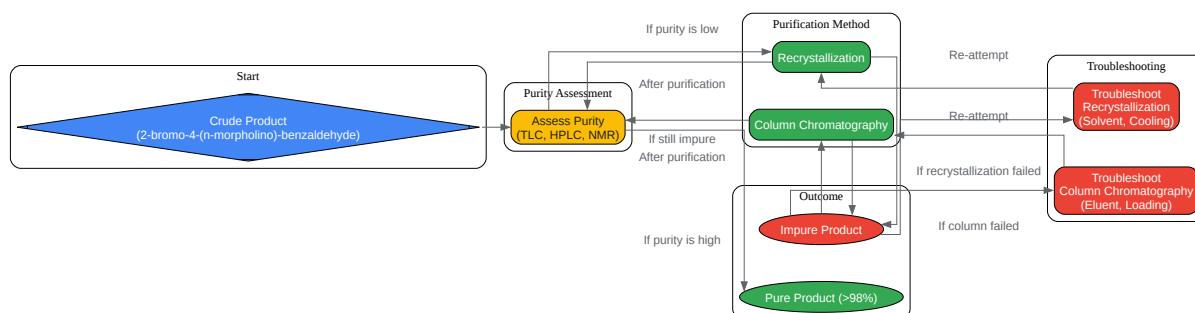 Start
Crude Product
(2-bromo-4-(n-morpholino)-benzaldehyde)
Purity Assessment
Assess Purity
(TLC, HPLC, NMR)
If purity is low
After purification
If still impure
After purification
If purity is high
Purification Method
Recrystallization
Column Chromatography
Outcome
Impure Product
Pure Product (>98%)
Re-attempt
Re-attempt
If recrystallization failed
If column failed
Troubleshooting
Troubleshoot
Recrystallization
(Solvent, Cooling)
Troubleshoot
Column Chromatography
(Eluent, Loading)